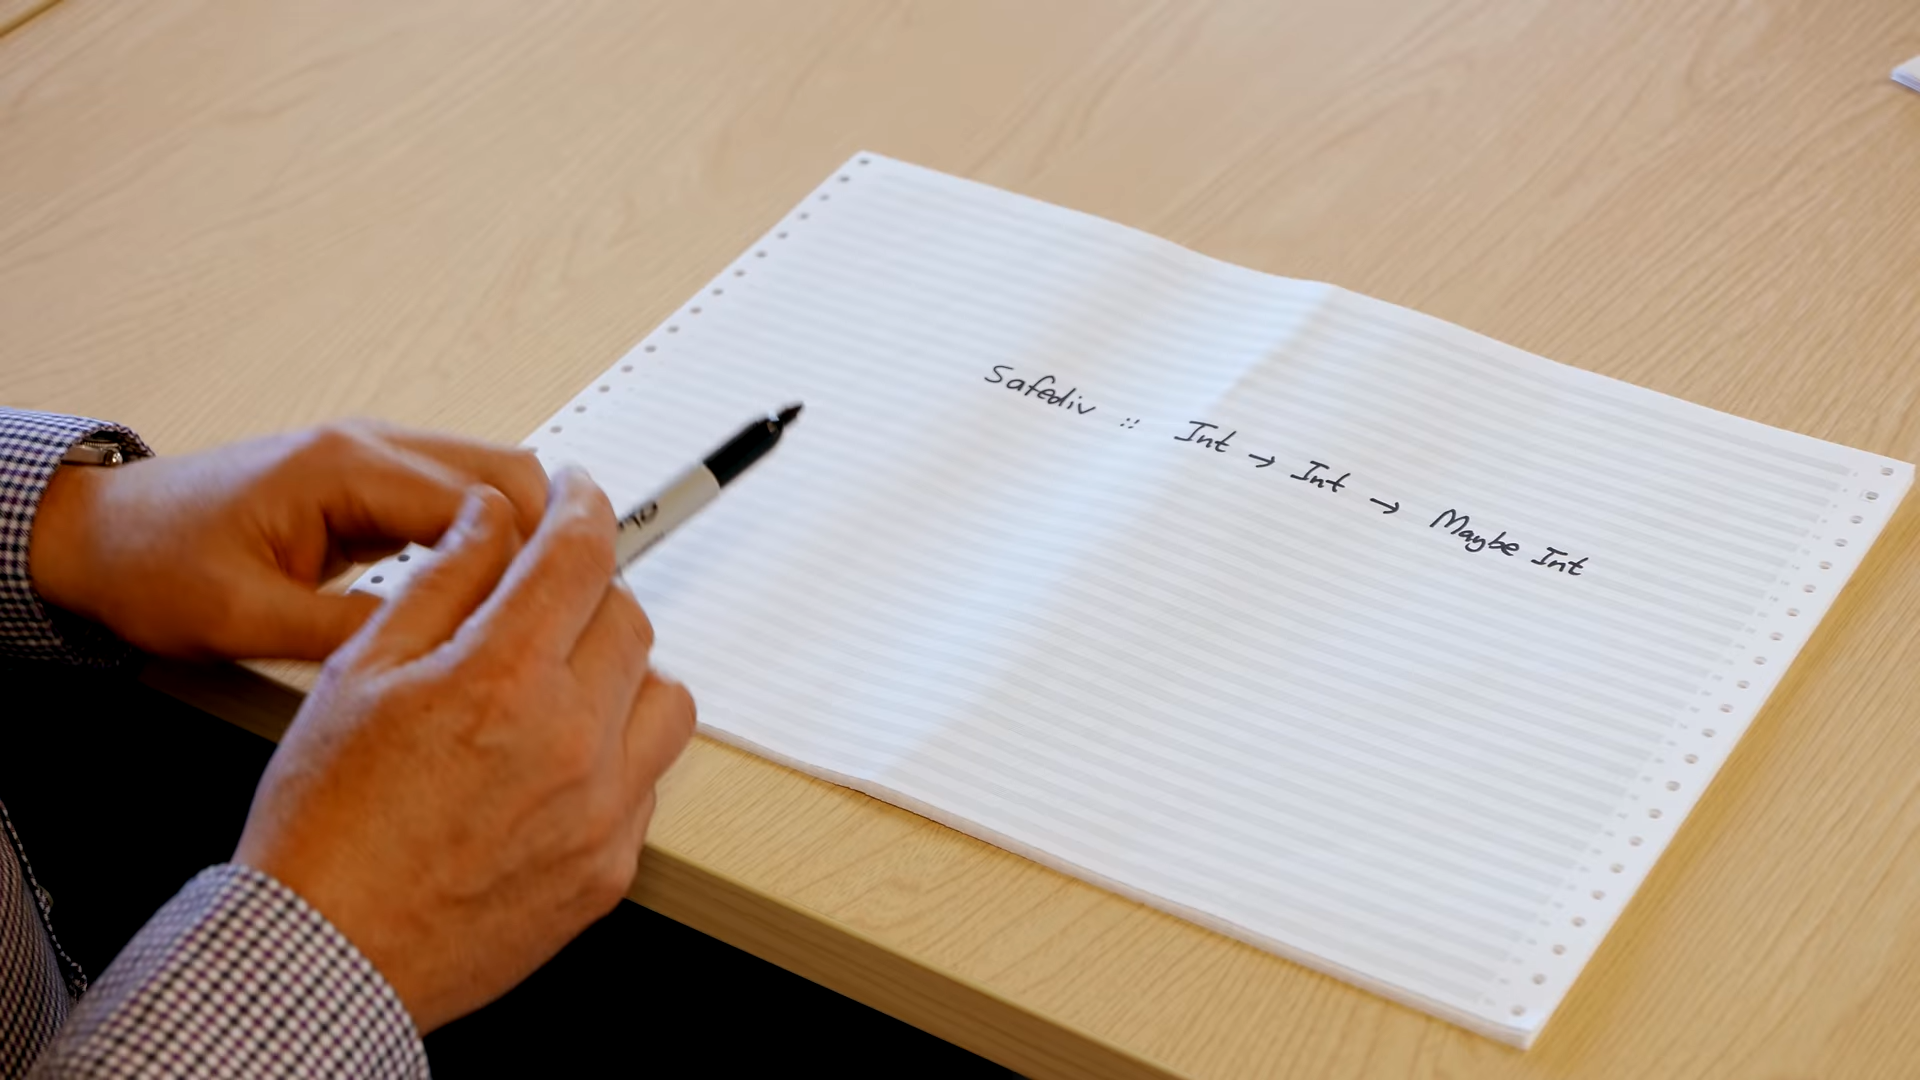 Safediv :: Int → Int → Maybe Int